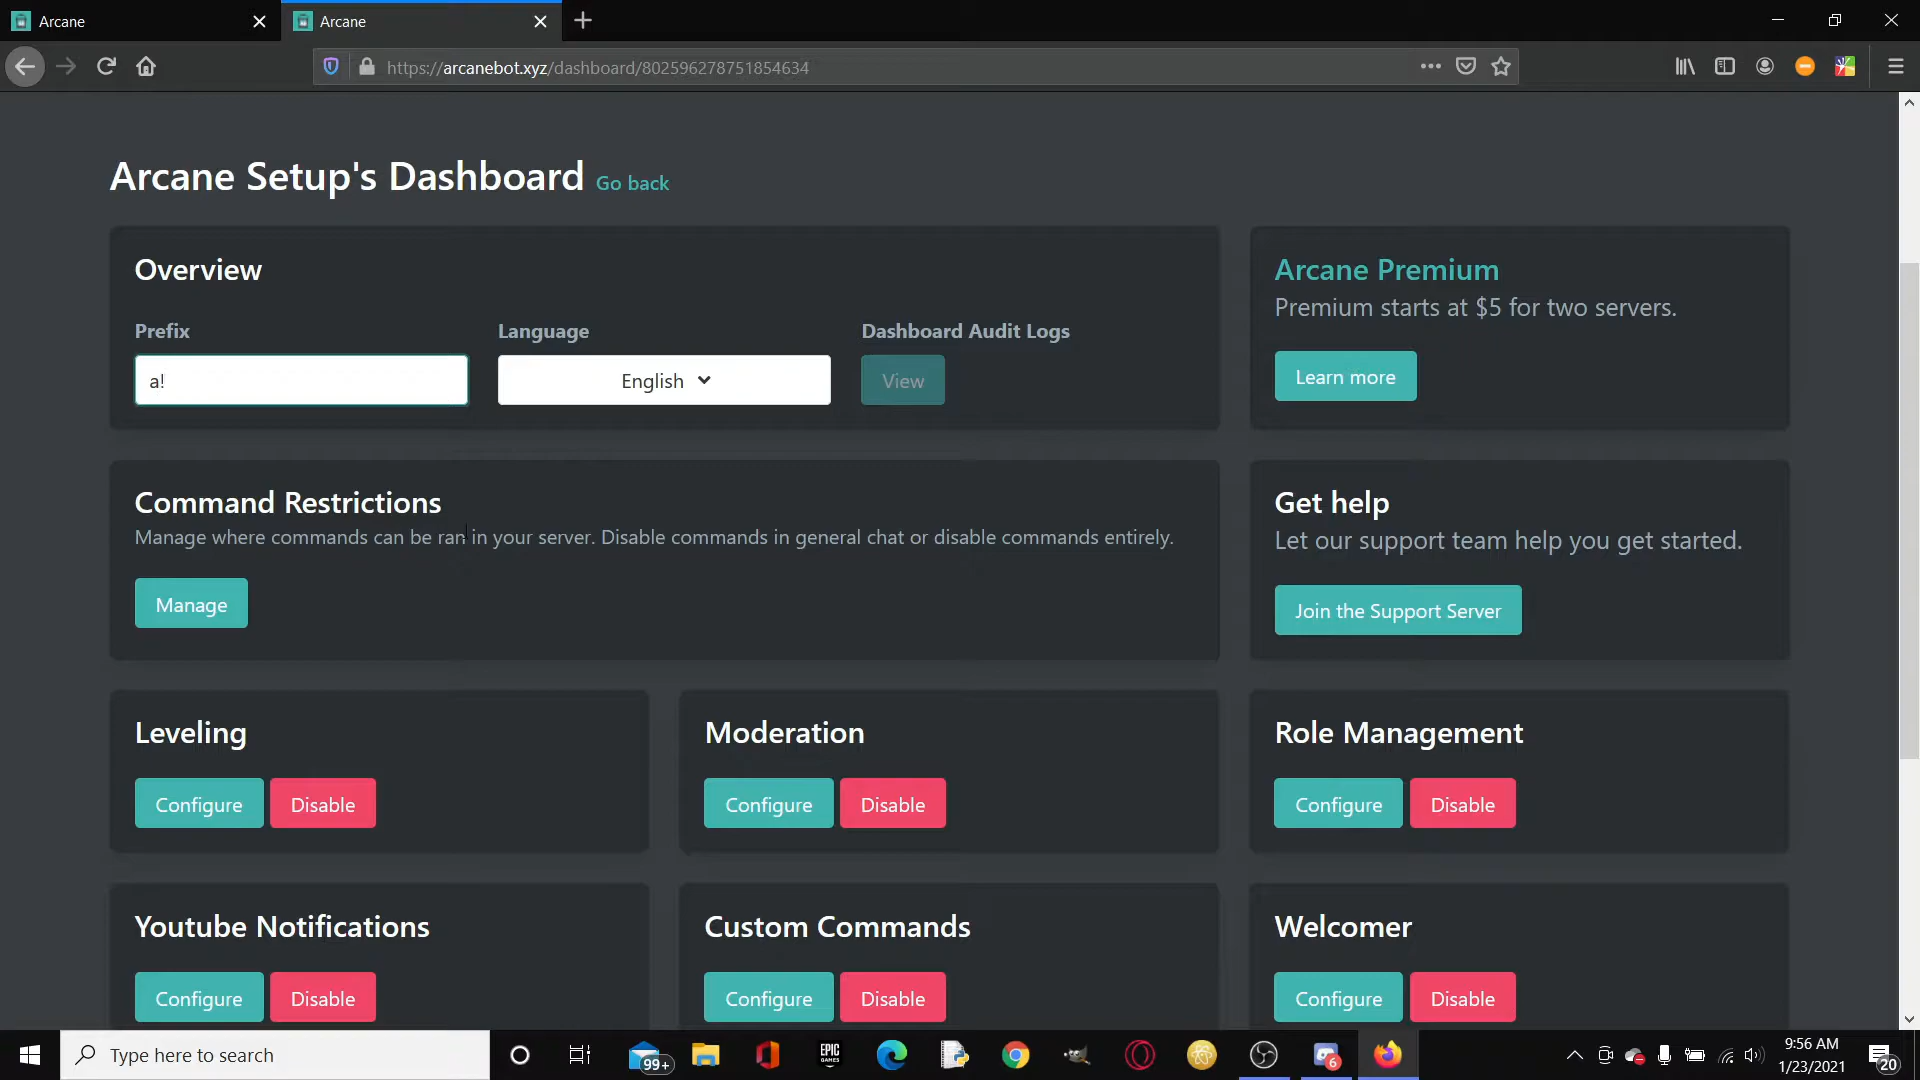 Arcane
Arcane
https://arcanebot.xyz/dashboard/802596278751854634
Arcane Setup's Dashboard Go back
Overview
Prefix
Language
Dashboard Audit Logs
a!
English
View
Arcane Premium
Premium starts at $5 for two servers.
Learn more
Command Restrictions
Manage where commands can be ran in your server. Disable commands in general chat or disable commands entirely.
Manage
Get help
Let our support team help you get started.
Join the Support Server
Leveling
Configure Disable
Moderation
Configure Disable
Role Management
Configure Disable
Youtube Notifications
Configure Disable
Custom Commands
Configure Disable
Welcomer
Configure Disable
Type here to search
99+
EPIC
GAMES
6
9:56 AM
1/23/2021
20